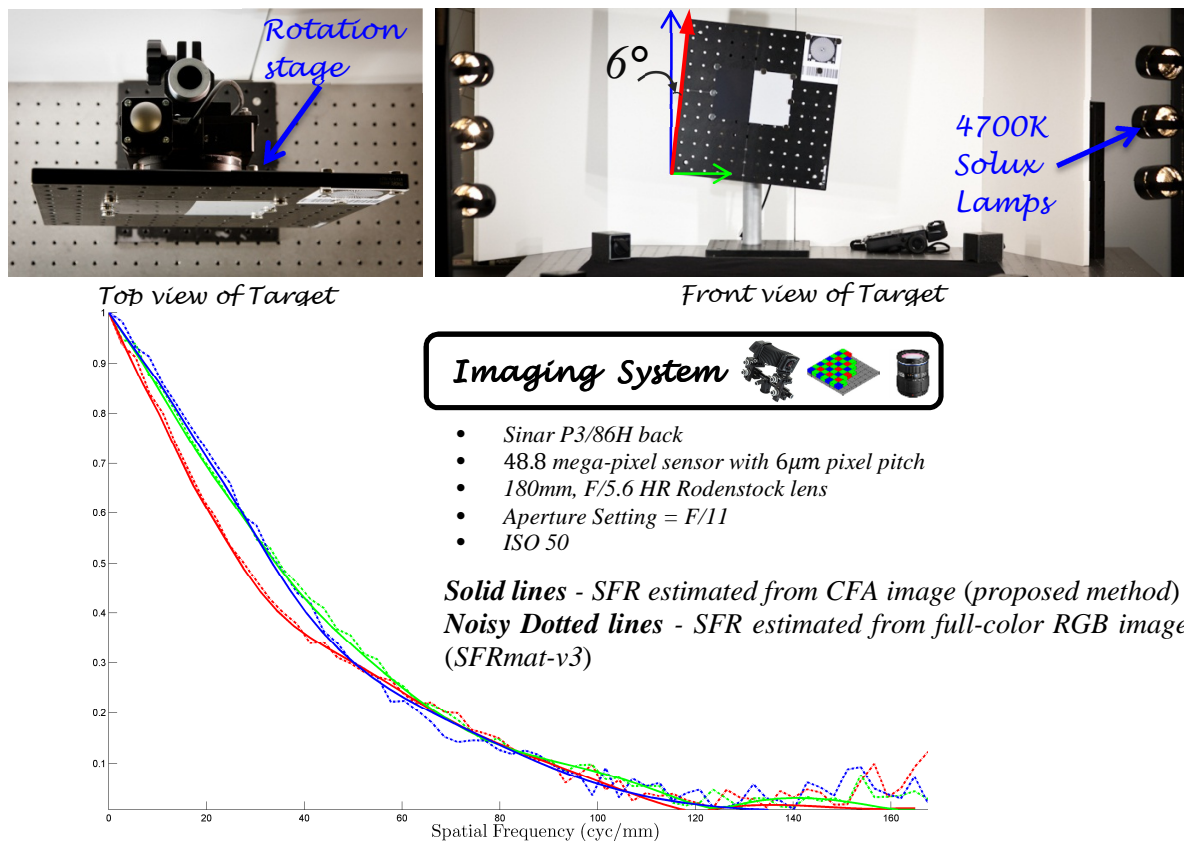 Rotation
stage
6°
4700K
Solux
Lamps
Top view of Target
Front view of Target
Imaging System
• Sinar P3/86H back
• 48.8 mega-pixel sensor with 6μm pixel pitch
• 180mm, F/5.6 HR Rodenstock lens
• Aperture Setting = F/11
• ISO 50
Solid lines - SFR estimated from CFA image (proposed method)
Noisy Dotted lines - SFR estimated from full-color RGB image
(SFRmat-v3)
1
0.9
0.8
0.7
0.6
0.5
0.4
0.3
0.2
0.1
0 20 40 60 80 100 120 140 160
Spatial Frequency (cyc/mm)